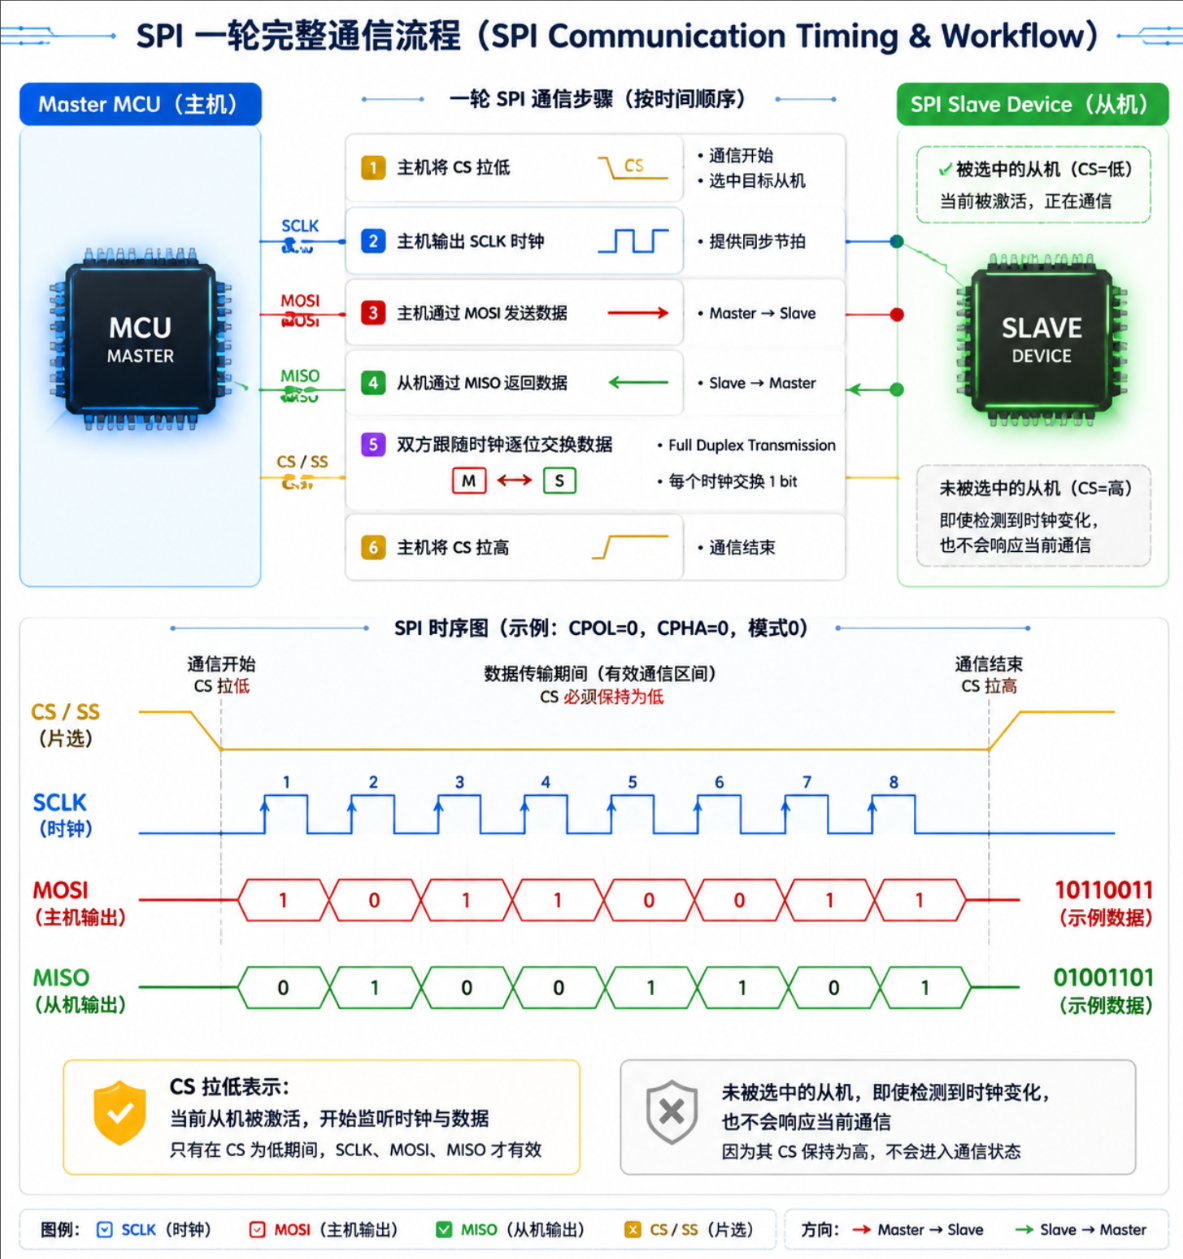 SPI 一轮完整通信流程（SPI Communication Timing & Workflow）
Master MCU（主机）
一轮 SPI 通信步骤（按时间顺序）
SPI Slave Device（从机）
1 主机将 CS 拉低
CS
• 通信开始
• 选中目标从机
✓ 被选中的从机（CS=低）
当前被激活，正在通信
SCLK
2 主机输出 SCLK 时钟
• 提供同步节拍
MOSI
MOSI
3 主机通过 MOSI 发送数据
• Master → Slave
MCU
MASTER
SLAVE
DEVICE
MISO
4 从机通过 MISO 返回数据
• Slave → Master
CS / SS
5 双方跟随时钟逐位交换数据
M ↔ S
• Full Duplex Transmission
• 每个时钟交换 1 bit
未被选中的从机（CS=高）
即使检测到时钟变化，
也不会响应当前通信
6 主机将 CS 拉高
• 通信结束
SPI 时序图（示例：CPOL=0，CPHA=0，模式0）
通信开始
CS 拉低
数据传输期间（有效通信区间）
CS 必须保持为低
通信结束
CS 拉高
CS / SS
（片选）
1 2 3 4 5 6 7 8
SCLK
（时钟）
MOSI
（主机输出）
1 0 1 1 0 0 1 1
10110011
（示例数据）
MISO
（从机输出）
0 1 0 0 1 1 0 1
01001101
（示例数据）
CS 拉低表示：
当前从机被激活，开始监听时钟与数据
只有在 CS 为低期间，SCLK、MOSI、MISO 才有效
未被选中的从机，即使检测到时钟变化，
也不会响应当前通信
因为其 CS 保持为高，不会进入通信状态
图例： SCLK（时钟） MOSI（主机输出） MISO（从机输出） CS / SS（片选）
方向： → Master → Slave → Slave → Master